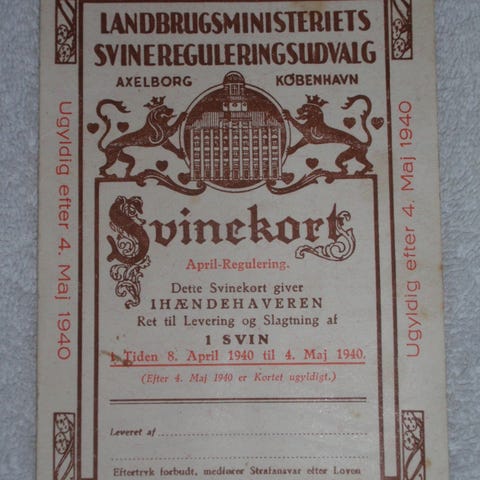 LANDBRUGSMINISTERIETS
SVINEREGULERINGSUDVALG
AXELBORG KØBENHAVN
Svinekort
April-Regulering.
Dette Svinekort giver
IHÆNDEHAVEREN
Ret til Levering og Slagtning af
1 SVIN
i Tiden 8. April 1940 til 4. Maj 1940.
(Efter 4. Maj 1940 er Kortet ugyldigt.)
Leveret af
Eftertryk forbudt, medfører Strafansvar efter Loven
Ugyldig efter 4. Maj 1940
Ugyldig efter 4. Maj 1940